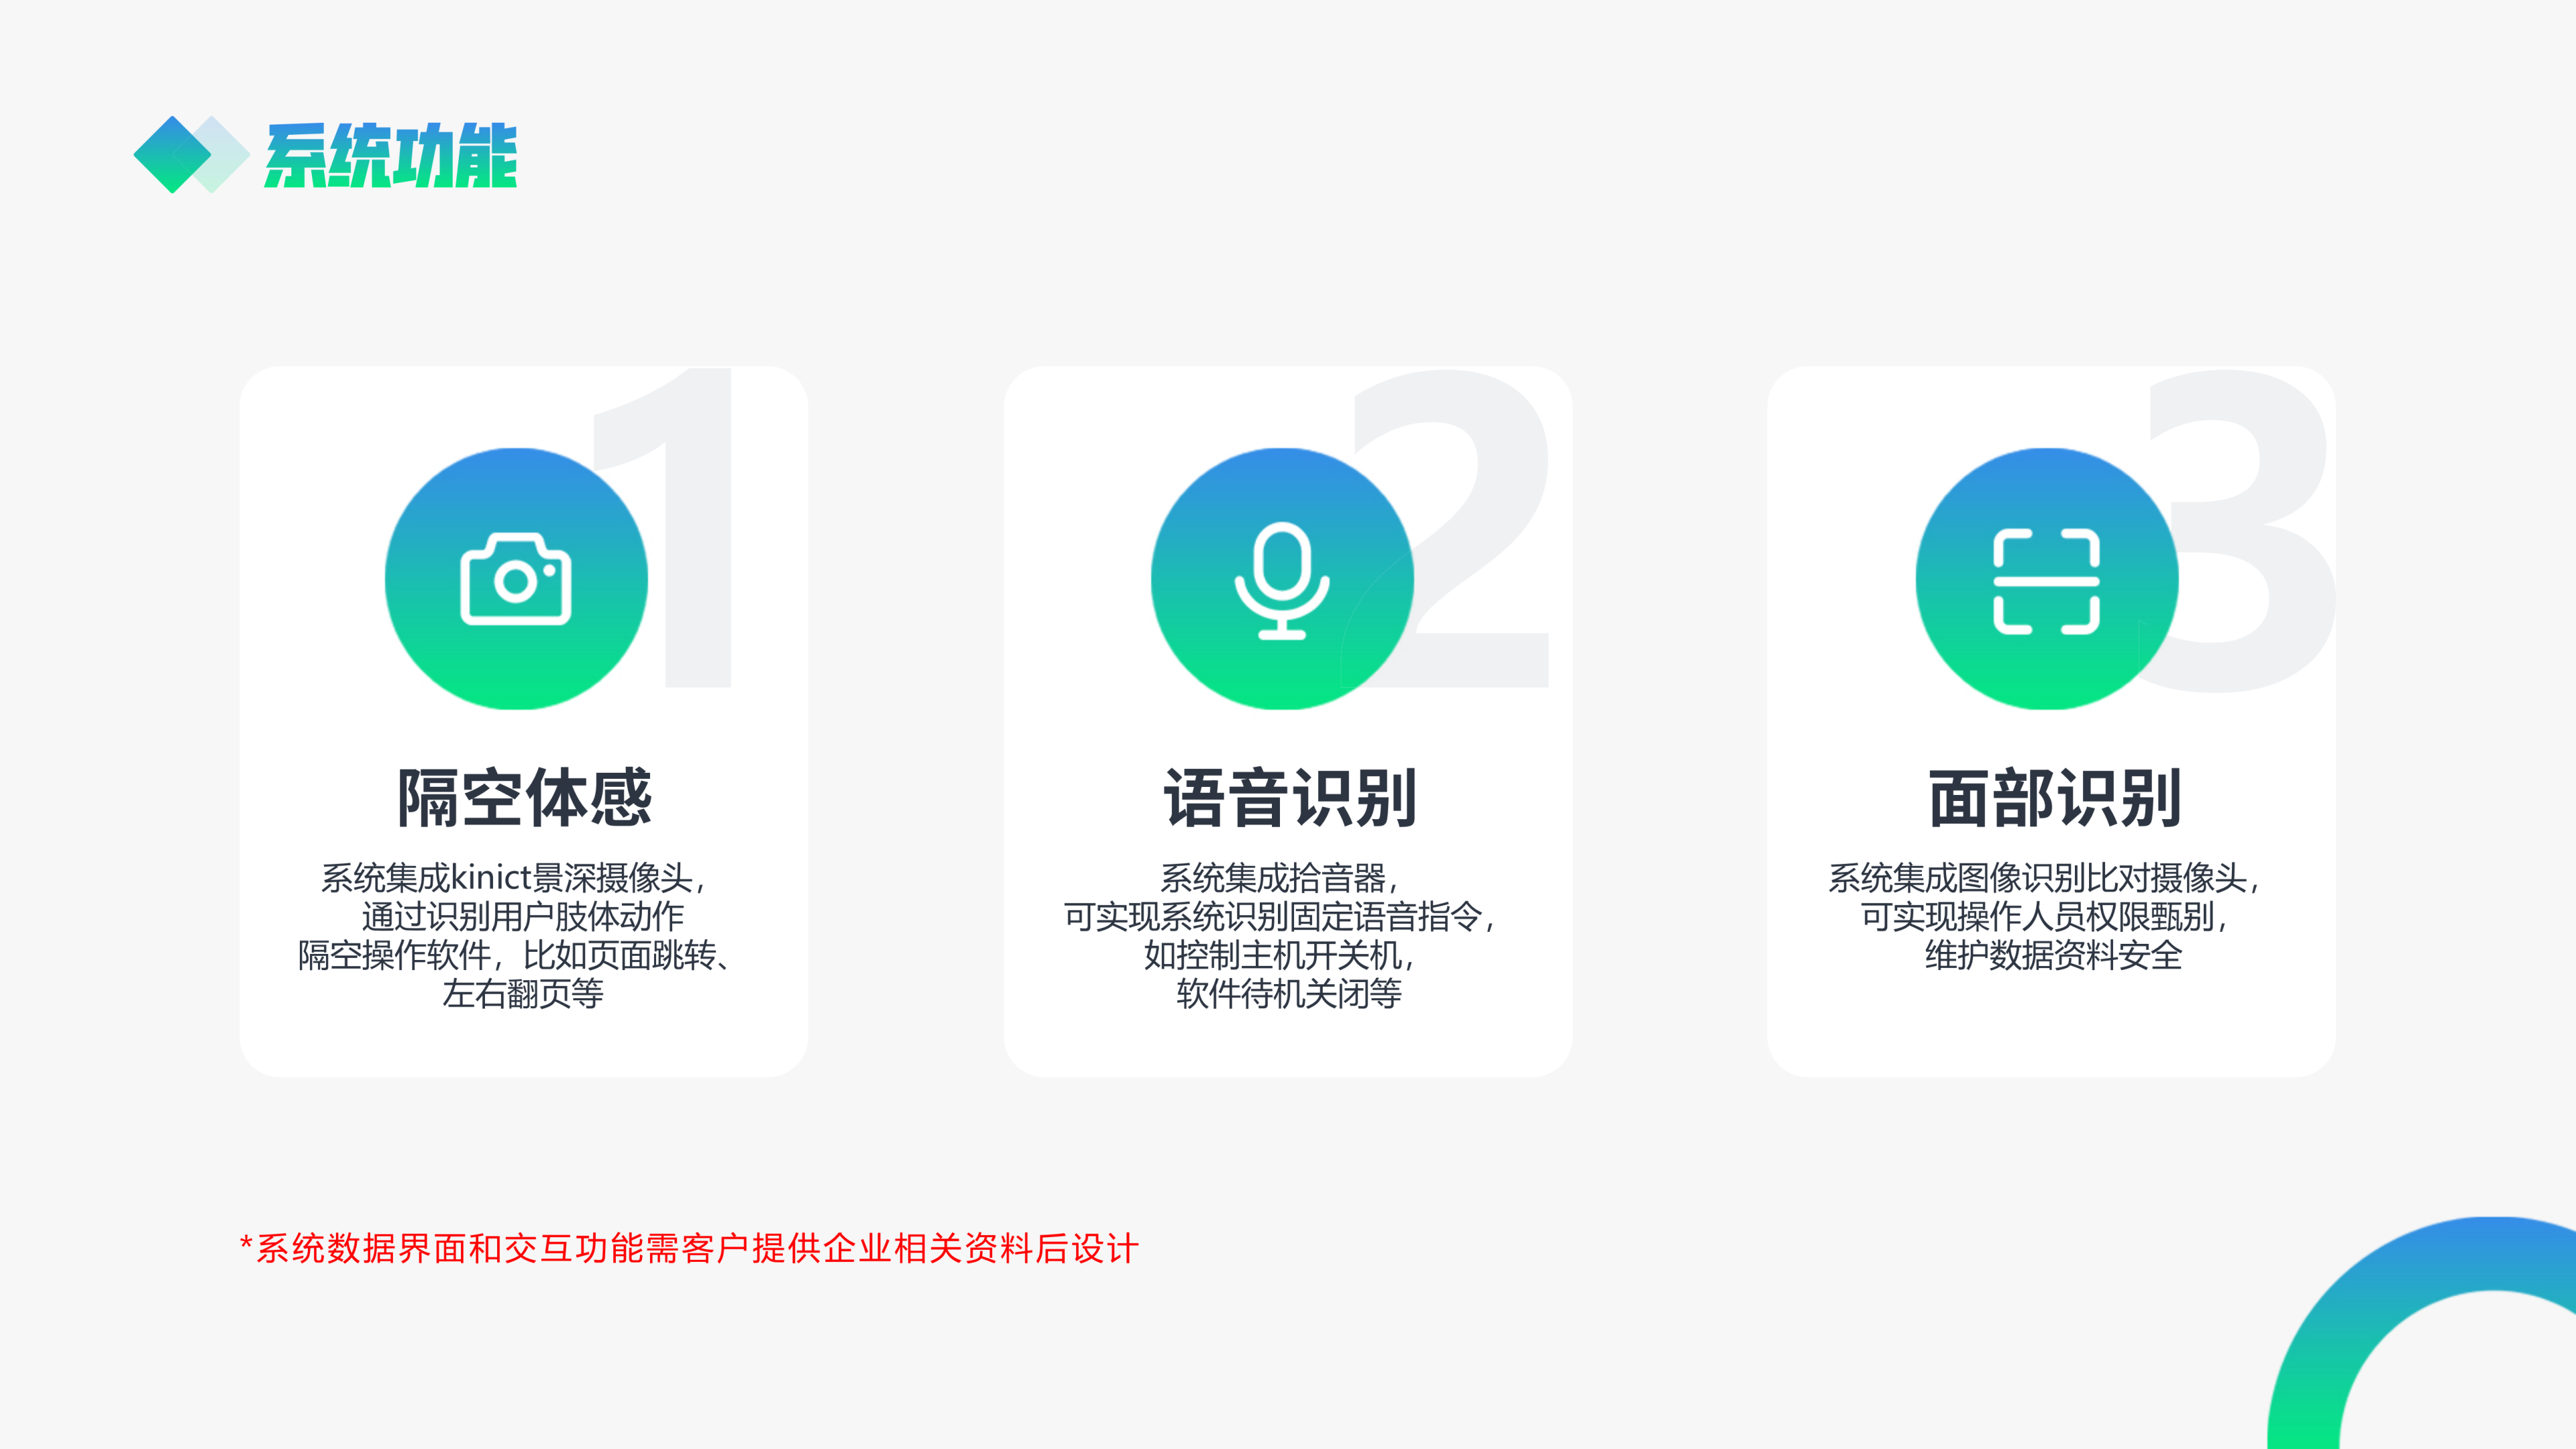 系统功能
1
隔空体感
系统集成kinict景深摄像头，
通过识别用户肢体动作
隔空操作软件，比如页面跳转、
左右翻页等
2
语音识别
系统集成拾音器，
可实现系统识别固定语音指令，
如控制主机开关机，
软件待机关闭等
3
面部识别
系统集成图像识别比对摄像头，
可实现操作人员权限甄别，
维护数据资料安全
*系统数据界面和交互功能需客户提供企业相关资料后设计